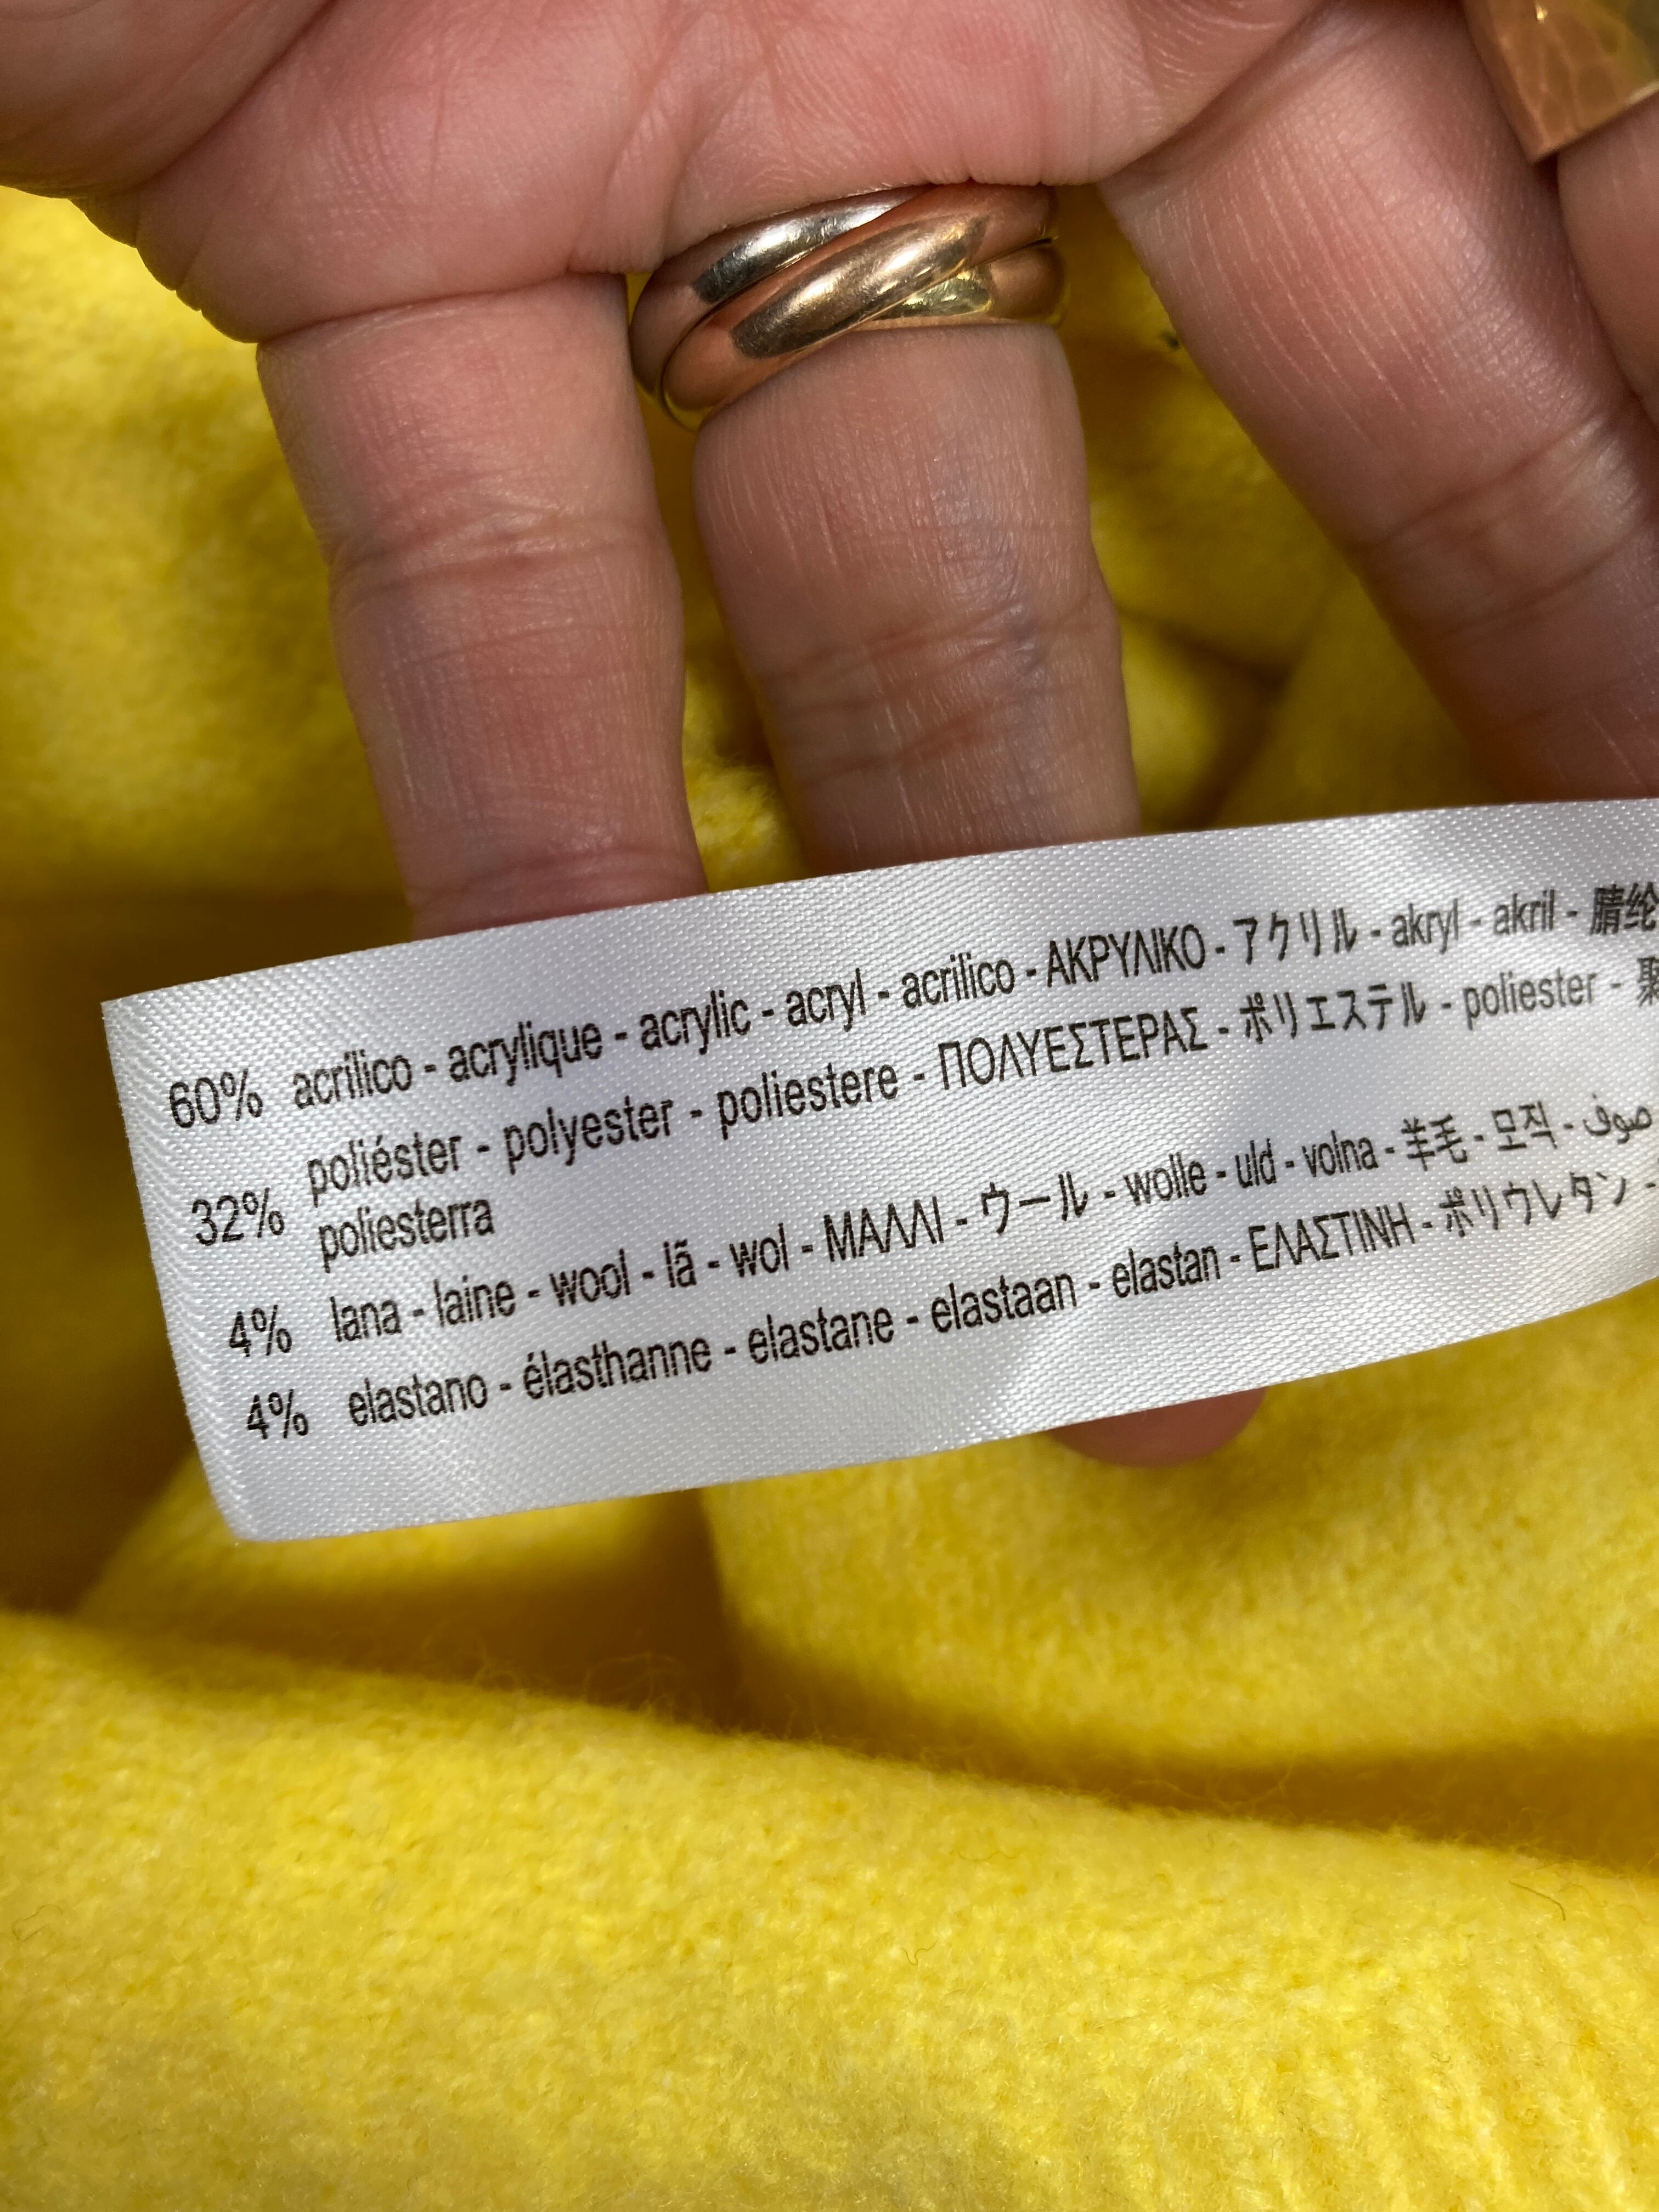 60% acrílico - acrylique - acrylic - acryl - acrilico - ΑΚΡΥΛΙΚΟ - アクリル - akryl - akril - 腈纶
32% poliéster - polyester - poliestere - ΠΟΛΥΕΣΤΕΡΑΣ - ポリエステル - poliester - 聚
poliesterra
4% lana - laine - wool - lã - wol - ΜΑΛΛΙ - ウール - wolle - uld - volna - 羊毛 - 모직 - صوف
4% elastano - élasthanne - elastane - elastaan - elastan - ΕΛΑΣΤΙΝΗ - ポリウレタン -